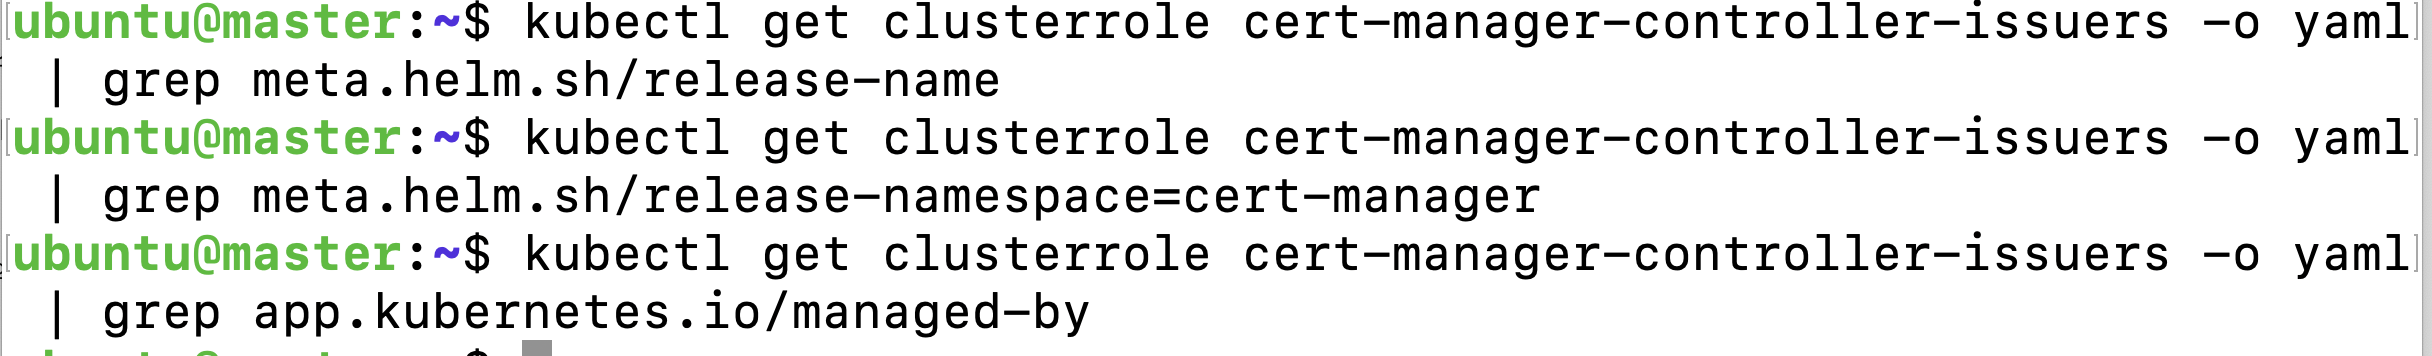 ubuntu@master:~$ kubectl get clusterrole cert-manager-controller-issuers -o yaml
| grep meta.helm.sh/release-name
ubuntu@master:~$ kubectl get clusterrole cert-manager-controller-issuers -o yaml
| grep meta.helm.sh/release-namespace=cert-manager
ubuntu@master:~$ kubectl get clusterrole cert-manager-controller-issuers -o yaml
| grep app.kubernetes.io/managed-by